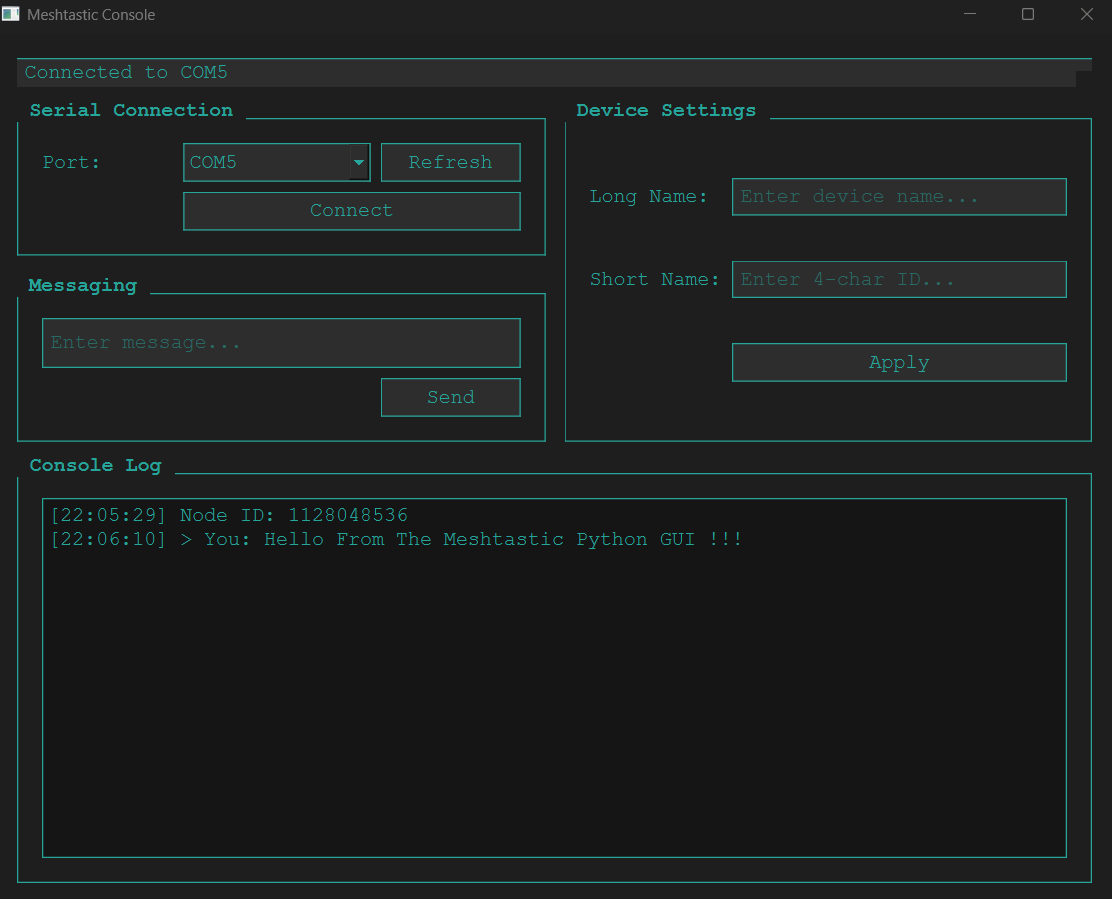 Meshtastic Console
Connected to COM5
Serial Connection
Port:
COM5
Refresh
Connect
Messaging
Enter message...
Send
Device Settings
Long Name:
Enter device name...
Short Name:
Enter 4-char ID...
Apply
Console Log
[22:05:29] Node ID: 1128048536
[22:06:10] > You: Hello From The Meshtastic Python GUI !!!